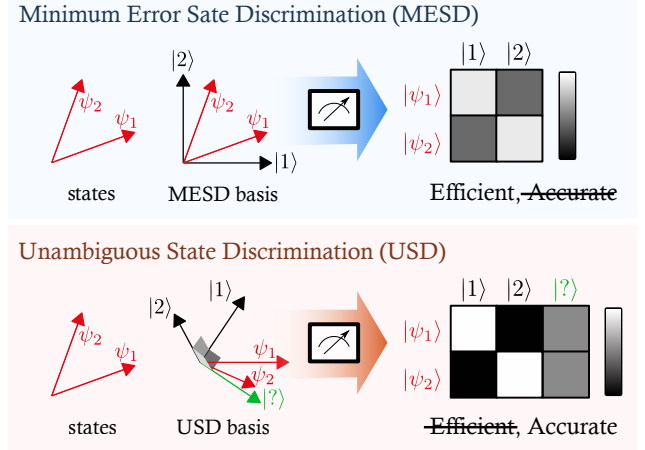 Minimum Error Sate Discrimination (MESD)
|2⟩
|1⟩ |2⟩
ψ₂
ψ₁
ψ₂
ψ₁
|1⟩
|ψ₁⟩
|ψ₂⟩
states
MESD basis
Efficient, Accurate
Unambiguous State Discrimination (USD)
|1⟩
|2⟩
|1⟩ |2⟩ |?⟩
ψ₂
ψ₁
ψ₁
ψ₂
|?⟩
|ψ₁⟩
|ψ₂⟩
states
USD basis
Efficient, Accurate